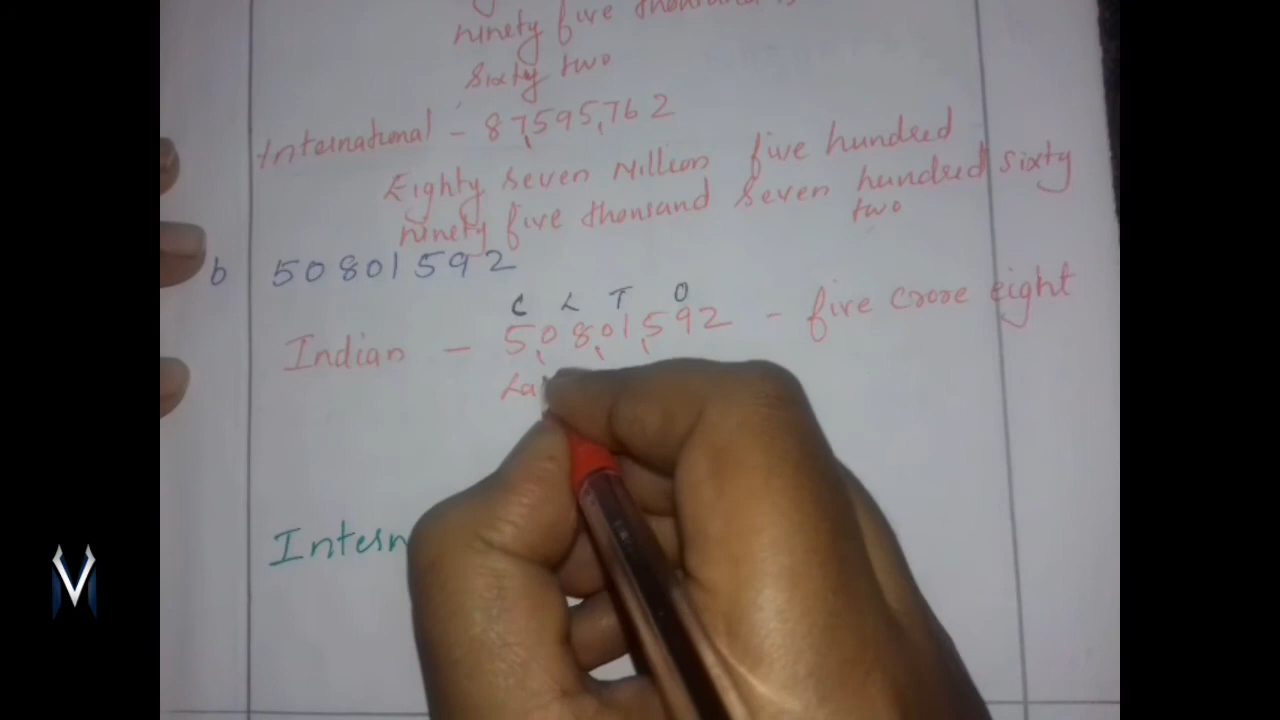 ninety five thousand
sixty two
International - 87,595,762
Eighty seven Million five hundred
ninety five thousand seven hundred sixty
two
b 50801592
C L T O
Indian - 5,08,01,592 - five crore eight
La
Intern